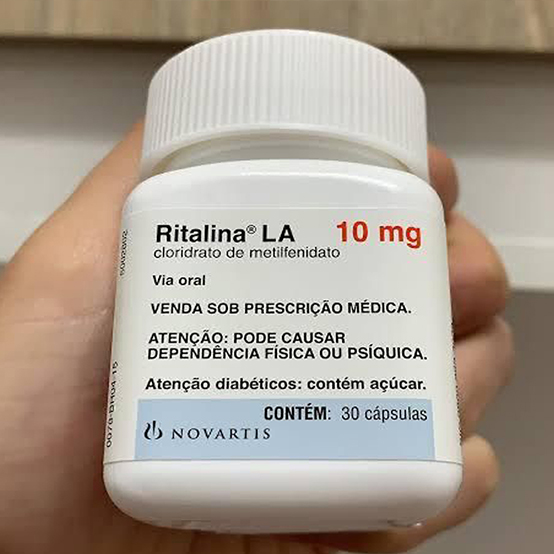 Ritalina® LA 10 mg
cloridrato de metilfenidato
Via oral
VENDA SOB PRESCRIÇÃO MÉDICA.
ATENÇÃO: PODE CAUSAR
DEPENDÊNCIA FÍSICA OU PSÍQUICA.
Atenção diabéticos: contém açúcar.
CONTÉM: 30 cápsulas
NOVARTIS